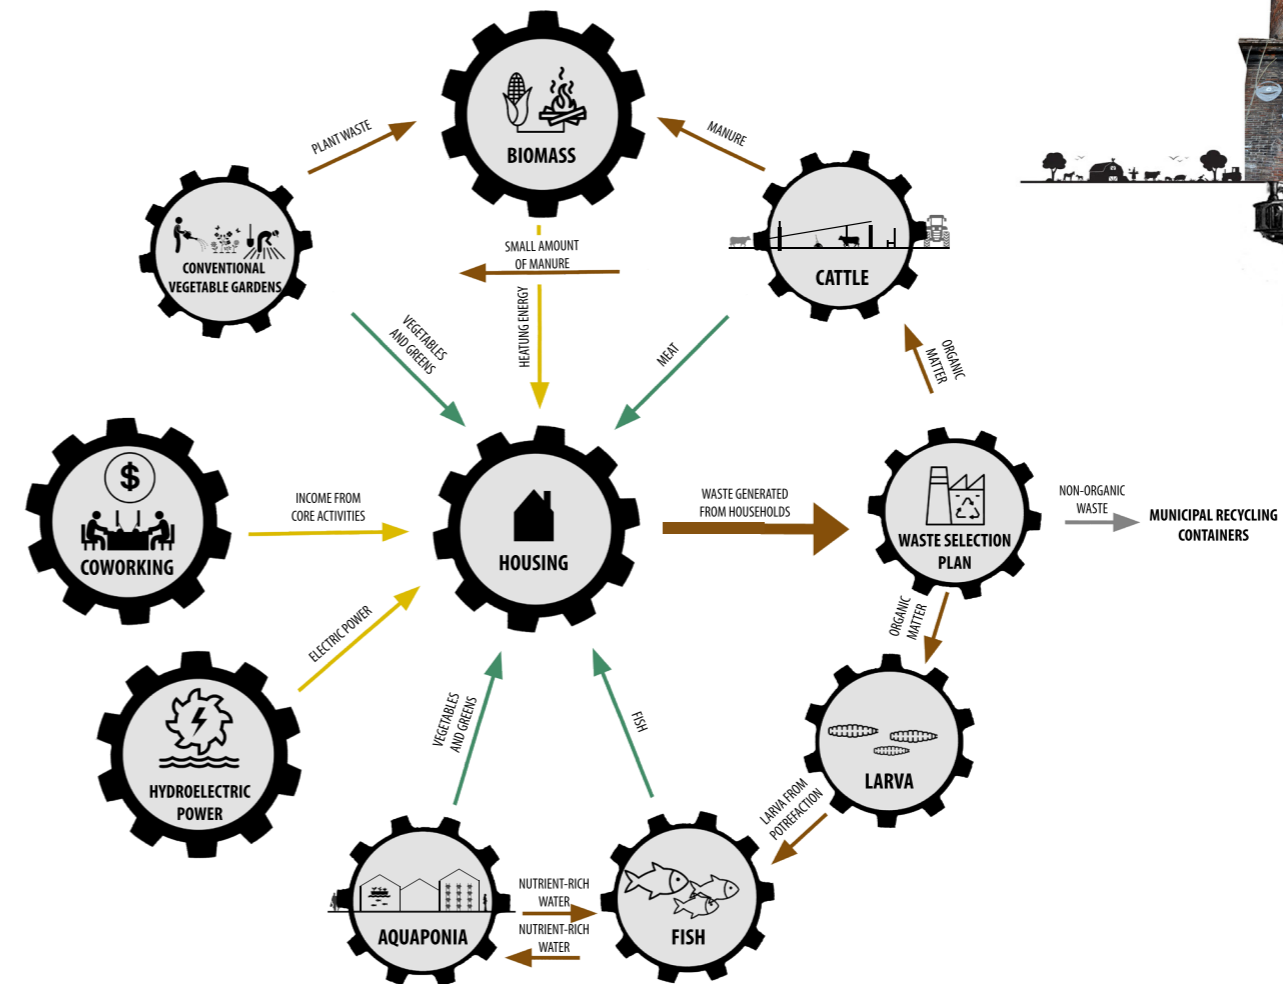 BIOMASS
PLANT WASTE
MANURE
CONVENTIONAL
VEGETABLE GARDENS
SMALL AMOUNT
OF MANURE
CATTLE
HEATUNG ENERGY
VEGETABLES
AND GREENS
MEAT
ORGANIC
MATTER
$
COWORKING
INCOME FROM
CORE ACTIVITIES
HOUSING
WASTE GENERATED
FROM HOUSEHOLDS
WASTE SELECTION
PLAN
NON-ORGANIC
WASTE
MUNICIPAL RECYCLING
CONTAINERS
ELECTRIC POWER
ORGANIC
MATTER
HYDROELECTRIC
POWER
VEGETABLES
AND GREENS
FISH
LARVA
LARVA FROM
POTREFACTION
AQUAPONIA
NUTRIENT-RICH
WATER
NUTRIENT-RICH
WATER
FISH